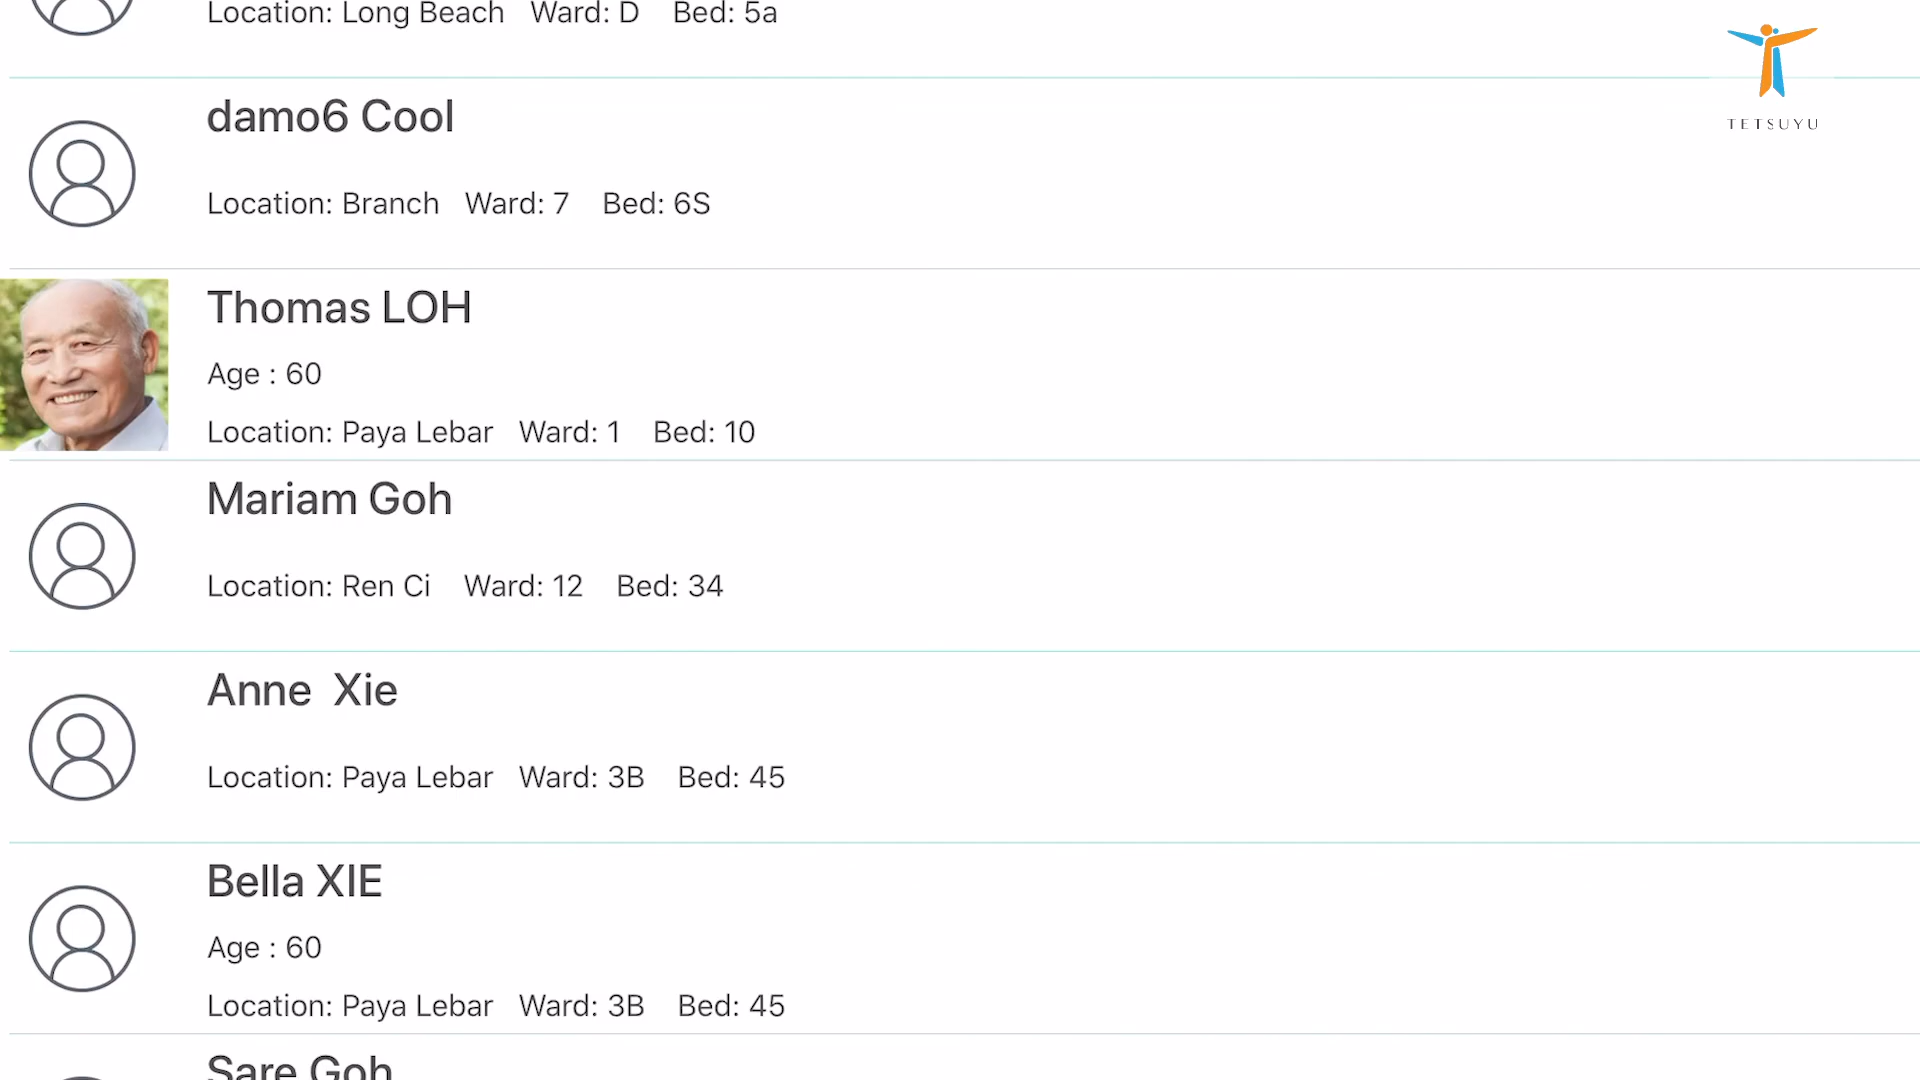 Location: Long Beach Ward: D Bed: 5a
TETSUYU
damo6 Cool
Location: Branch Ward: 7 Bed: 6S
Thomas LOH
Age : 60
Location: Paya Lebar Ward: 1 Bed: 10
Mariam Goh
Location: Ren Ci Ward: 12 Bed: 34
Anne Xie
Location: Paya Lebar Ward: 3B Bed: 45
Bella XIE
Age : 60
Location: Paya Lebar Ward: 3B Bed: 45
Sare Goh